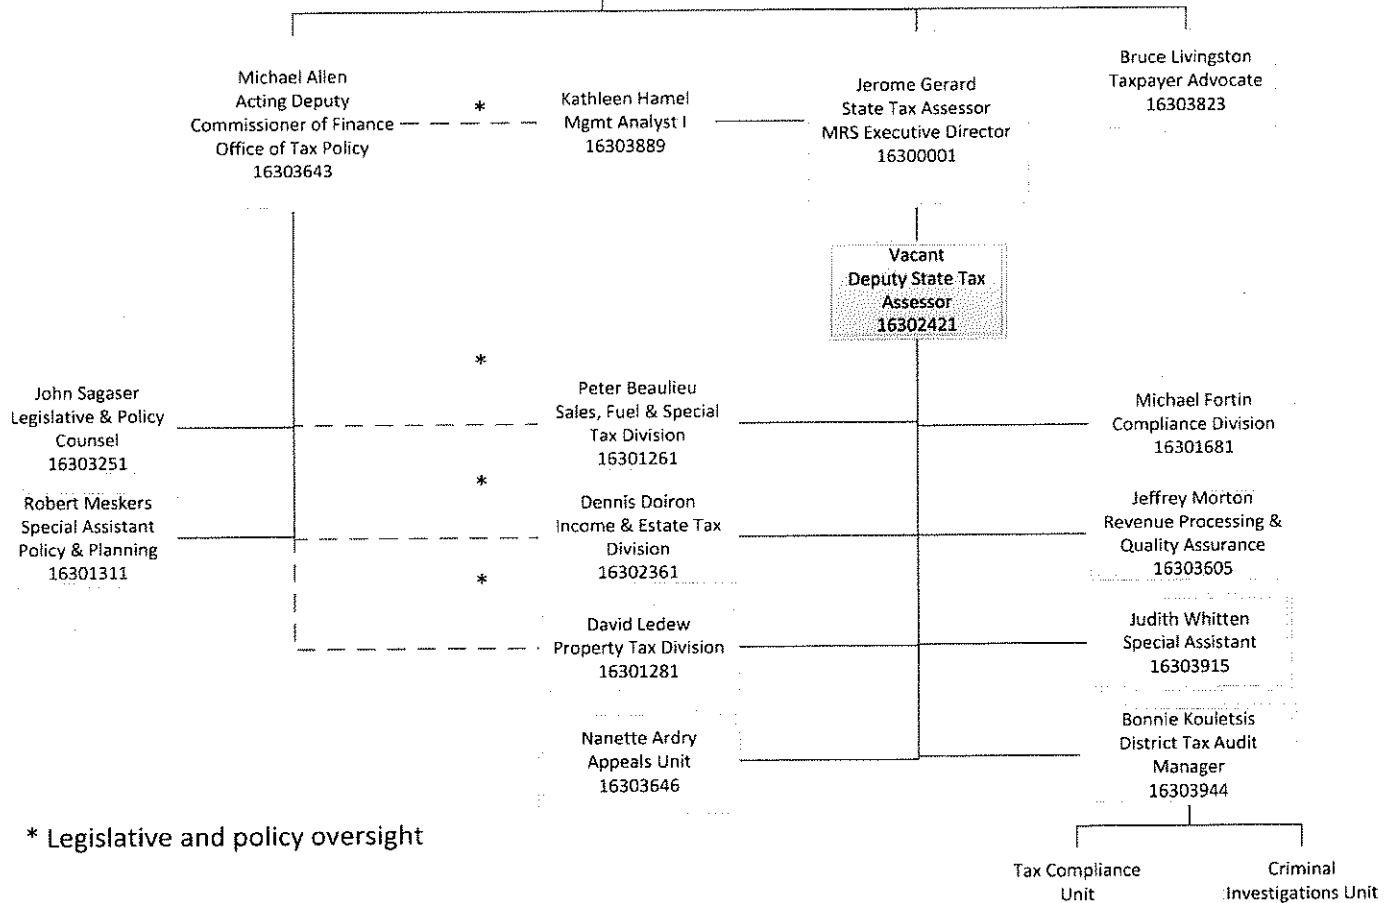 Michael Allen
Acting Deputy
Commissioner of Finance
Office of Tax Policy
16303643
*
Kathleen Hamel
Mgmt Analyst I
16303889
Jerome Gerard
State Tax Assessor
MRS Executive Director
16300001
Bruce Livingston
Taxpayer Advocate
16303823
Vacant
Deputy State Tax
Assessor
16302421
John Sagaser
Legislative & Policy
Counsel
16303251
*
Peter Beaulieu
Sales, Fuel & Special
Tax Division
16301261
Michael Fortin
Compliance Division
16301681
Robert Meskers
Special Assistant
Policy & Planning
16301311
*
Dennis Doiron
Income & Estate Tax
Division
16302361
Jeffrey Morton
Revenue Processing &
Quality Assurance
16303605
*
David Ledew
Property Tax Division
16301281
Judith Whitten
Special Assistant
16303915
Nanette Ardry
Appeals Unit
16303646
Bonnie Kouletsis
District Tax Audit
Manager
16303944
* Legislative and policy oversight
Tax Compliance
Unit
Criminal
Investigations Unit